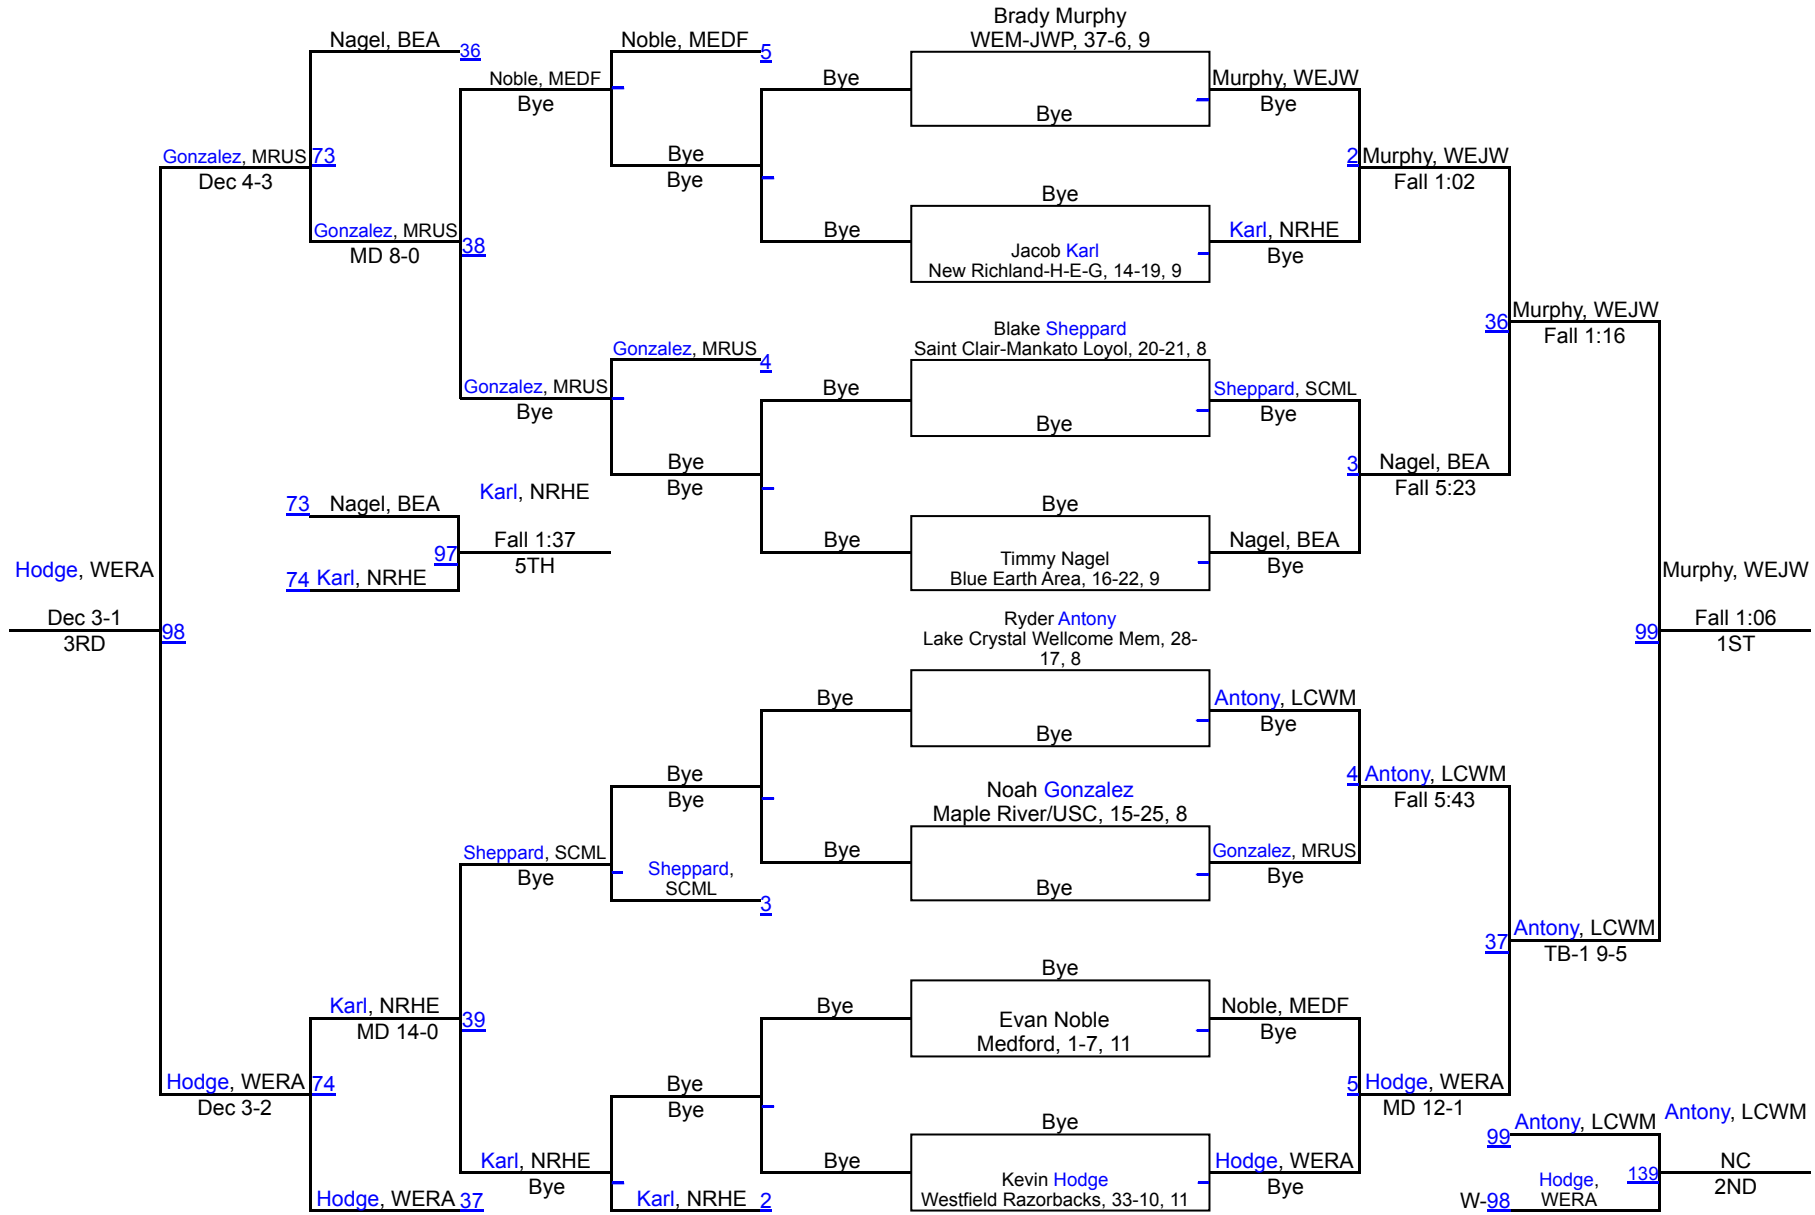 Brady Murphy
WEM-JWP, 37-6, 9
Nagel, BEA 36
Noble, MEDF 5
Noble, MEDF
Bye
Bye
Bye
Murphy, WEJW
Bye
Gonzalez, MRUS 73
Dec 4-3
Bye
Bye
2 Murphy, WEJW
Fall 1:02
Bye
Gonzalez, MRUS 38
MD 8-0
Bye
Jacob Karl
New Richland-H-E-G, 14-19, 9
Karl, NRHE
Bye
Murphy, WEJW
36
Fall 1:16
Blake Sheppard
Saint Clair-Mankato Loyol, 20-21, 8
Gonzalez, MRUS 4
Gonzalez, MRUS
Bye
Bye
Bye
Sheppard, SCML
Bye
Bye
Bye
3 Nagel, BEA
Fall 5:23
Bye
73 Nagel, BEA
Karl, NRHE
97
Fall 1:37
5TH
74 Karl, NRHE
Bye
Timmy Nagel
Blue Earth Area, 16-22, 9
Nagel, BEA
Bye
Hodge, WERA
Dec 3-1
98
3RD
Murphy, WEJW
99
Fall 1:06
1ST
Ryder Antony
Lake Crystal Wellcome Mem, 28-
17, 8
Bye
Bye
Antony, LCWM
Bye
Bye
Bye
4 Antony, LCWM
Fall 5:43
Noah Gonzalez
Maple River/USC, 15-25, 8
Sheppard, SCML
Bye
Sheppard,
SCML
3
Bye
Bye
Gonzalez, MRUS
Bye
37
Antony, LCWM
TB-1 9-5
Bye
Karl, NRHE
MD 14-0
39
Bye
Evan Noble
Medford, 1-7, 11
Noble, MEDF
Bye
Hodge, WERA 74
Dec 3-2
Bye
Bye
5 Hodge, WERA
MD 12-1
Bye
Karl, NRHE
Bye
Bye
Kevin Hodge
Westfield Razorbacks, 33-10, 11
Hodge, WERA
Bye
Hodge, WERA 37
Karl, NRHE 2
99
Antony, LCWM
Antony, LCWM
139
NC
2ND
W-98
Hodge,
WERA